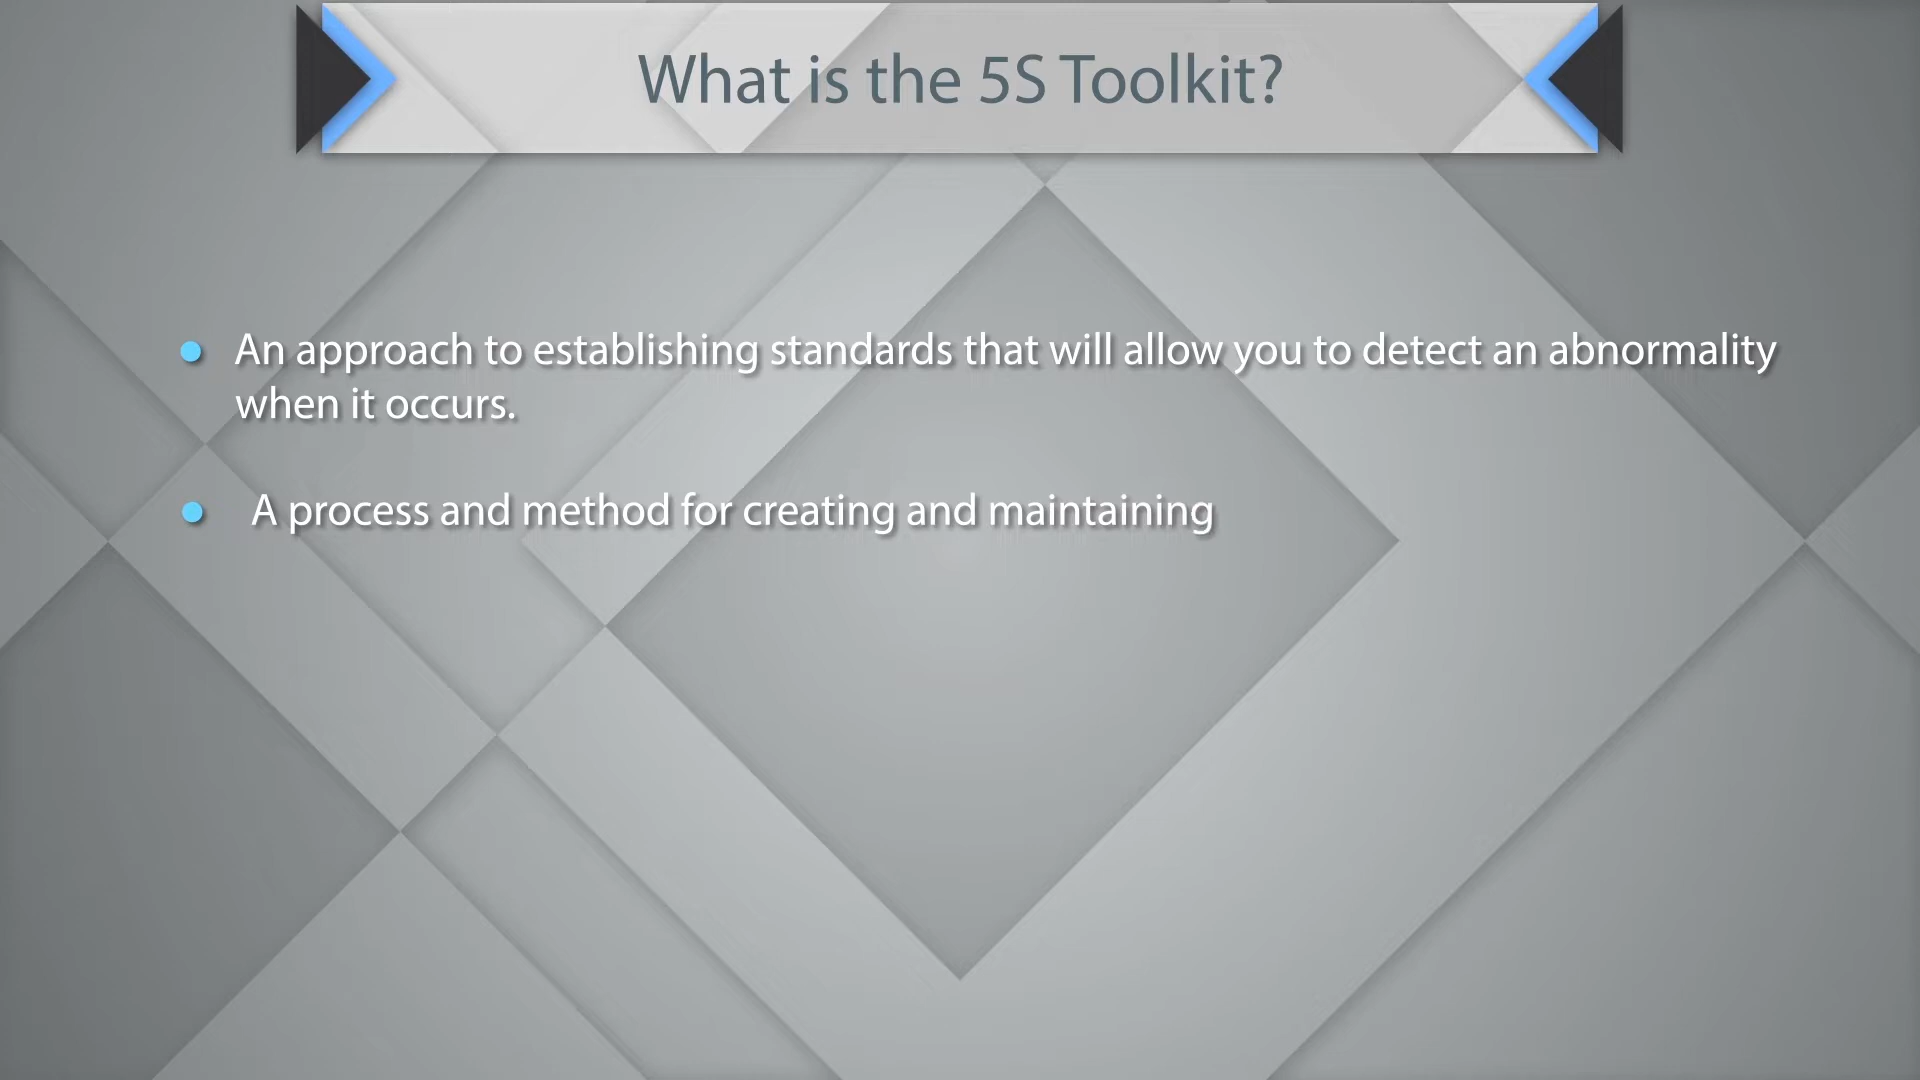 What is the 5S Toolkit?
An approach to establishing standards that will allow you to detect an abnormality
when it occurs.
A process and method for creating and maintaining